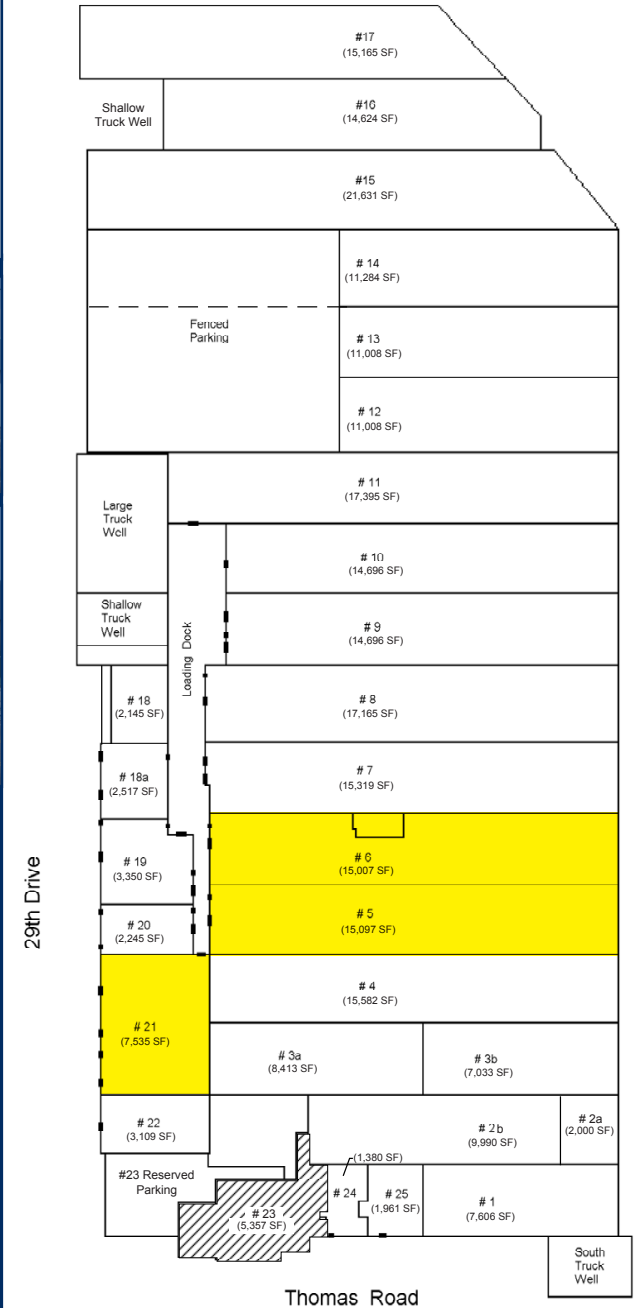 #17
(15,165 SF)
Shallow
Truck Well
#16
(14,624 SF)
#15
(21,631 SF)
# 14
(11,284 SF)
Fenced
Parking
# 13
(11,008 SF)
# 12
(11,008 SF)
# 11
(17,395 SF)
Large
Truck
Well
# 10
(14,696 SF)
Shallow
Truck
Well
# 9
(14,696 SF)
Loading Dock
# 18
(2,145 SF)
# 8
(17,165 SF)
# 18a
(2,517 SF)
# 7
(15,319 SF)
# 19
(3,350 SF)
# 6
(15,007 SF)
29th Drive
# 20
(2,245 SF)
# 5
(15,097 SF)
# 21
(7,535 SF)
# 4
(15,582 SF)
# 3a
(8,413 SF)
# 3b
(7,033 SF)
# 22
(3,109 SF)
# 2b
(9,990 SF)
# 2a
(2,000 SF)
(1,380 SF)
#23 Reserved
Parking
# 24
# 25
(1,961 SF)
# 1
(7,606 SF)
# 23
(5,357 SF)
South
Truck
Well
Thomas Road